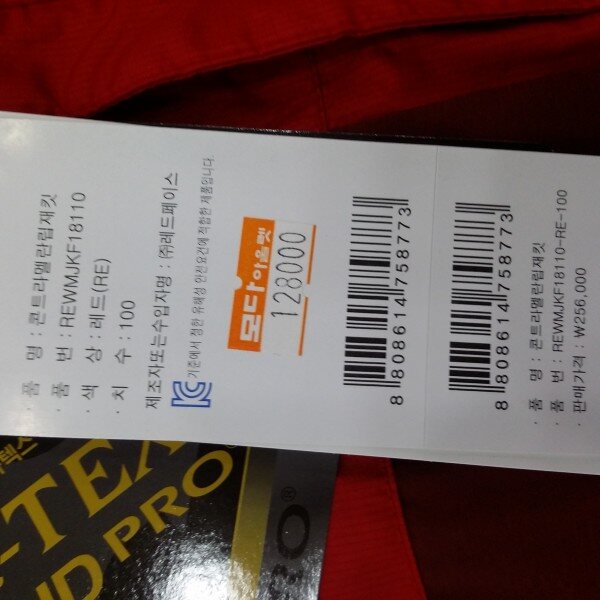 · 품 명 : 콘트라멜란립재킷
· 품 번 : REWMJKF18110
· 색 상 : 레드(RE)
· 치 수 : 100
제조자또는수입자명 : ㈜레드페이스
기준에서 정한 유해성 안전요건에 적합한 제품입니다.
모다아울렛
128000
8 808614 758773
8 808614 758773
· 품 명 : 콘트라멜란립재킷
· 품 번 : REWMJKF18110-RE-100
· 판매가격 : ₩256,000
-TEX
ND PRO